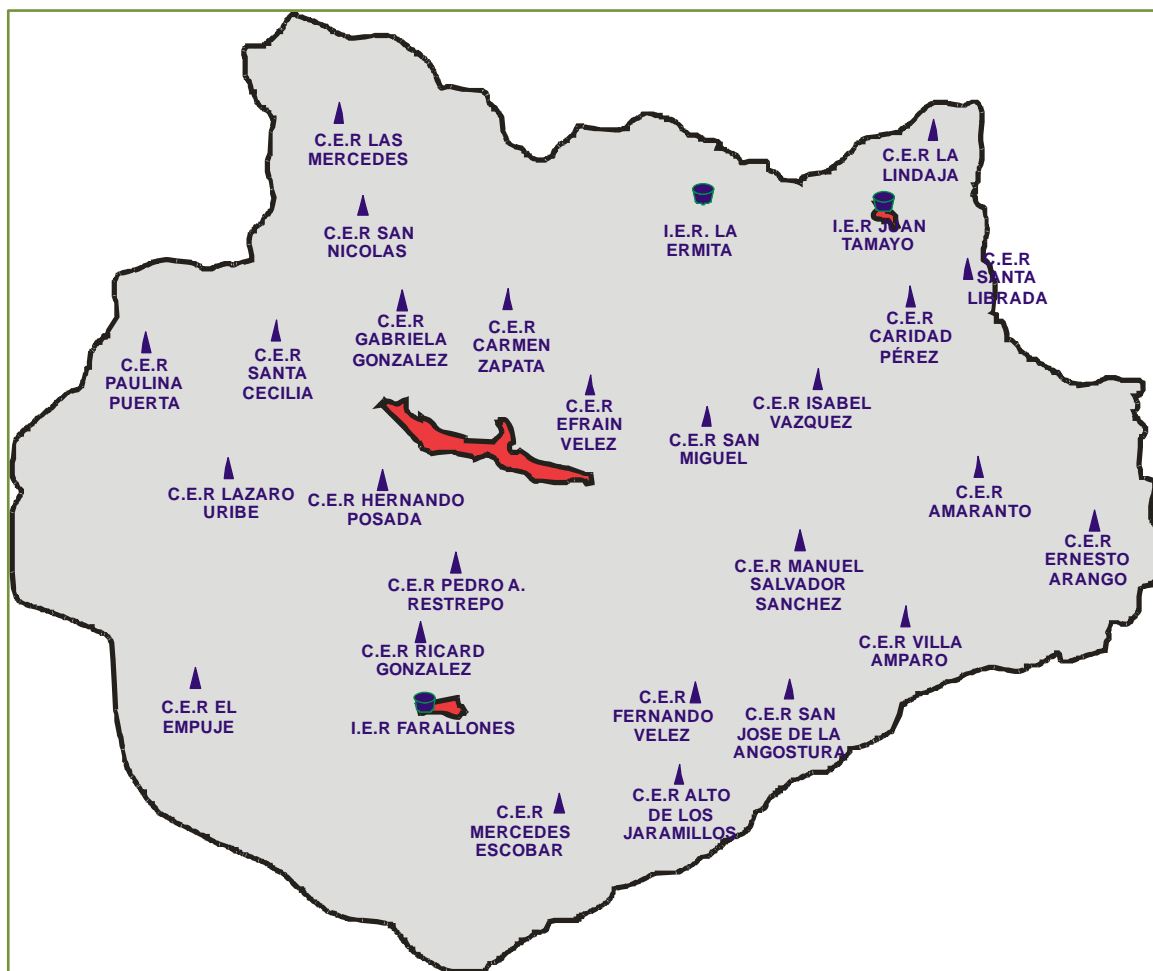 C.E.R LAS
MERCEDES
C.E.R LA
LINDAJA
C.E.R SAN
NICOLAS
I.E.R. LA
ERMITA
I.E.R JUAN
TAMAYO
C.E.R
SANTA
LIBRADA
C.E.R
GABRIELA
GONZALEZ
C.E.R
CARMEN
ZAPATA
C.E.R
CARIDAD
PÉREZ
C.E.R
PAULINA
PUERTA
C.E.R
SANTA
CECILIA
C.E.R
EFRAIN
VELEZ
C.E.R ISABEL
VAZQUEZ
C.E.R SAN
MIGUEL
C.E.R LAZARO
URIBE
C.E.R HERNANDO
POSADA
C.E.R
AMARANTO
C.E.R
ERNESTO
ARANGO
C.E.R MANUEL
SALVADOR
SANCHEZ
C.E.R PEDRO A.
RESTREPO
C.E.R VILLA
AMPARO
C.E.R RICARD
GONZALEZ
C.E.R EL
EMPUJE
I.E.R FARALLONES
C.E.R
FERNANDO
VELEZ
C.E.R SAN
JOSE DE LA
ANGOSTURA
C.E.R ALTO
DE LOS
JARAMILLOS
C.E.R
MERCEDES
ESCOBAR